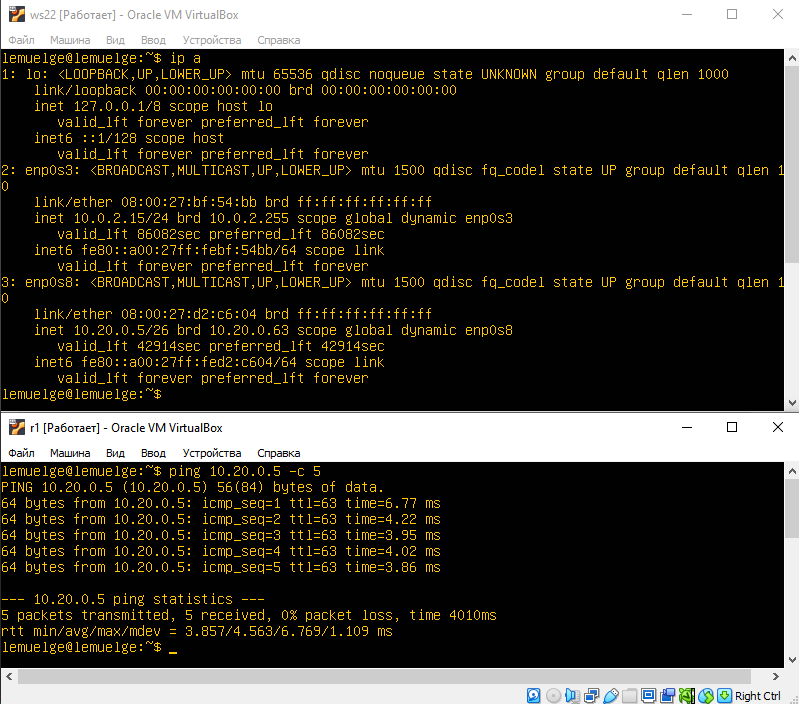 ws22 [Работает] - Oracle VM VirtualBox
Файл Машина Вид Ввод Устройства Справка
lemuelge@lemuelge:~$ ip a
1: lo: <LOOPBACK,UP,LOWER_UP> mtu 65536 qdisc noqueue state UNKNOWN group default qlen 1000
    link/loopback 00:00:00:00:00:00 brd 00:00:00:00:00:00
    inet 127.0.0.1/8 scope host lo
       valid_lft forever preferred_lft forever
    inet6 ::1/128 scope host
       valid_lft forever preferred_lft forever
2: enp0s3: <BROADCAST,MULTICAST,UP,LOWER_UP> mtu 1500 qdisc fq_codel state UP group default qlen 1
0
    link/ether 08:00:27:bf:54:bb brd ff:ff:ff:ff:ff:ff
    inet 10.0.2.15/24 brd 10.0.2.255 scope global dynamic enp0s3
       valid_lft 86082sec preferred_lft 86082sec
    inet6 fe80::a00:27ff:febf:54bb/64 scope link
       valid_lft forever preferred_lft forever
3: enp0s8: <BROADCAST,MULTICAST,UP,LOWER_UP> mtu 1500 qdisc fq_codel state UP group default qlen 1
0
    link/ether 08:00:27:d2:c6:04 brd ff:ff:ff:ff:ff:ff
    inet 10.20.0.5/26 brd 10.20.0.63 scope global dynamic enp0s8
       valid_lft 42914sec preferred_lft 42914sec
    inet6 fe80::a00:27ff:fed2:c604/64 scope link
       valid_lft forever preferred_lft forever
lemuelge@lemuelge:~$
r1 [Работает] - Oracle VM VirtualBox
Файл Машина Вид Ввод Устройства Справка
lemuelge@lemuelge:~$ ping 10.20.0.5 -c 5
PING 10.20.0.5 (10.20.0.5) 56(84) bytes of data.
64 bytes from 10.20.0.5: icmp_seq=1 ttl=63 time=6.77 ms
64 bytes from 10.20.0.5: icmp_seq=2 ttl=63 time=4.22 ms
64 bytes from 10.20.0.5: icmp_seq=3 ttl=63 time=3.95 ms
64 bytes from 10.20.0.5: icmp_seq=4 ttl=63 time=4.02 ms
64 bytes from 10.20.0.5: icmp_seq=5 ttl=63 time=3.86 ms

--- 10.20.0.5 ping statistics ---
5 packets transmitted, 5 received, 0% packet loss, time 4010ms
rtt min/avg/max/mdev = 3.857/4.563/6.769/1.109 ms
lemuelge@lemuelge:~$ _
Right Ctrl